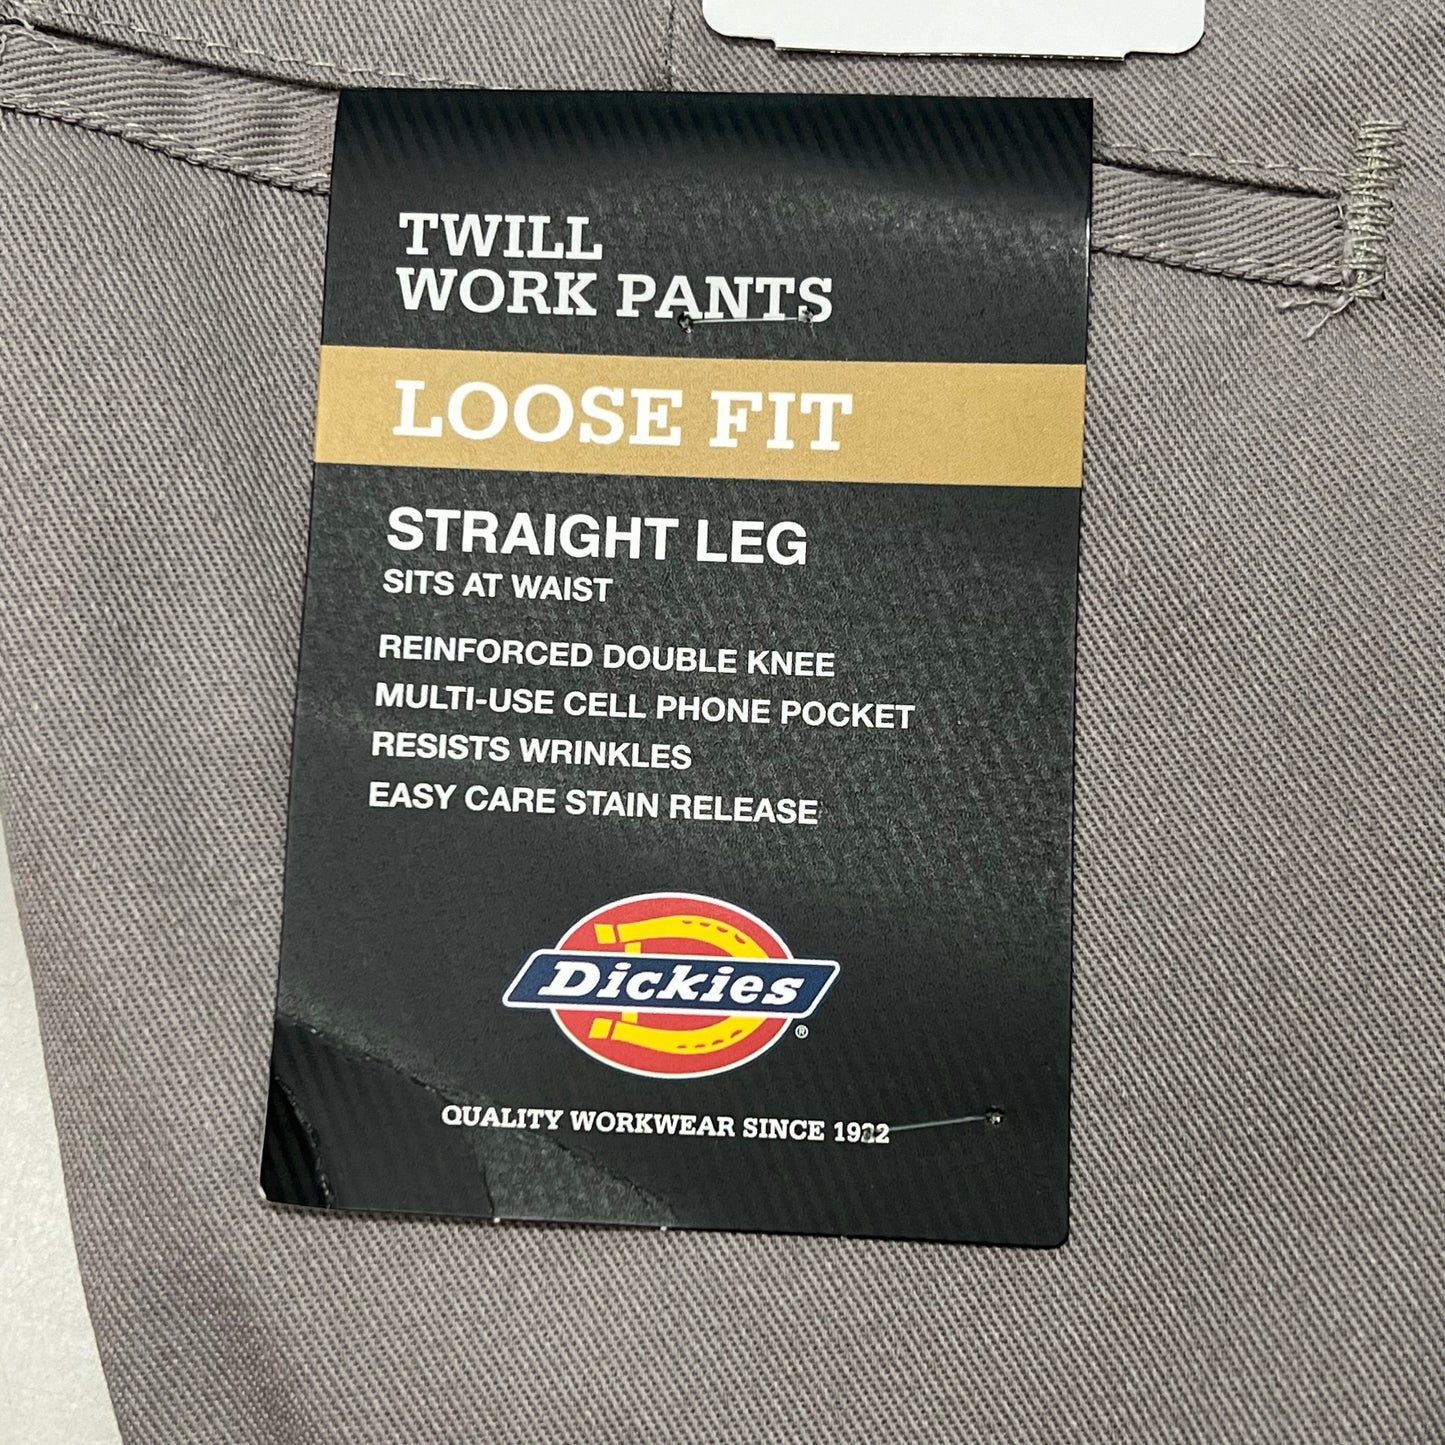 TWILL
WORK PANTS
LOOSE FIT
STRAIGHT LEG
SITS AT WAIST
REINFORCED DOUBLE KNEE
MULTI-USE CELL PHONE POCKET
RESISTS WRINKLES
EASY CARE STAIN RELEASE
Dickies®
QUALITY WORKWEAR SINCE 1922